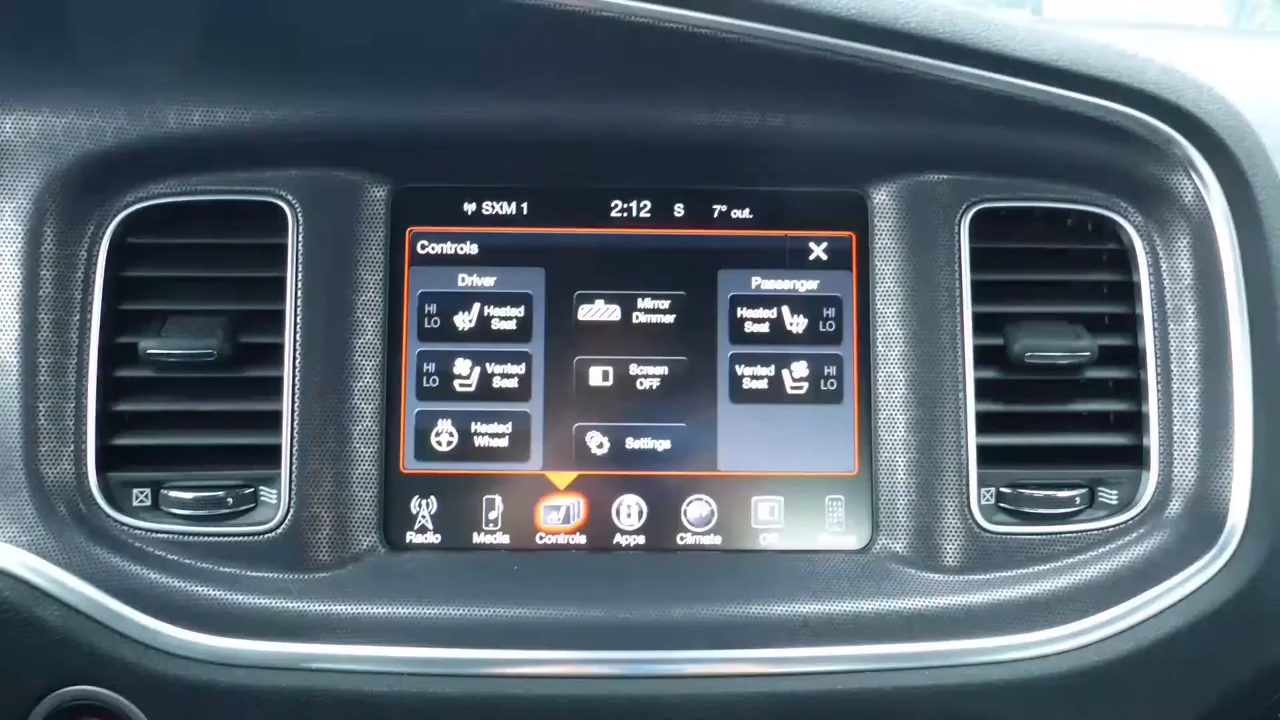 SXM 1 2:12 S 7° out.
Controls
Driver
HI
LO
Heated
Seat
HI
LO
Vented
Seat
Heated
Wheel
Mirror
Dimmer
Screen
OFF
Settings
Passenger
Heated
Seat
HI
LO
Vented
Seat
HI
LO
Radio Media Controls Apps Climate